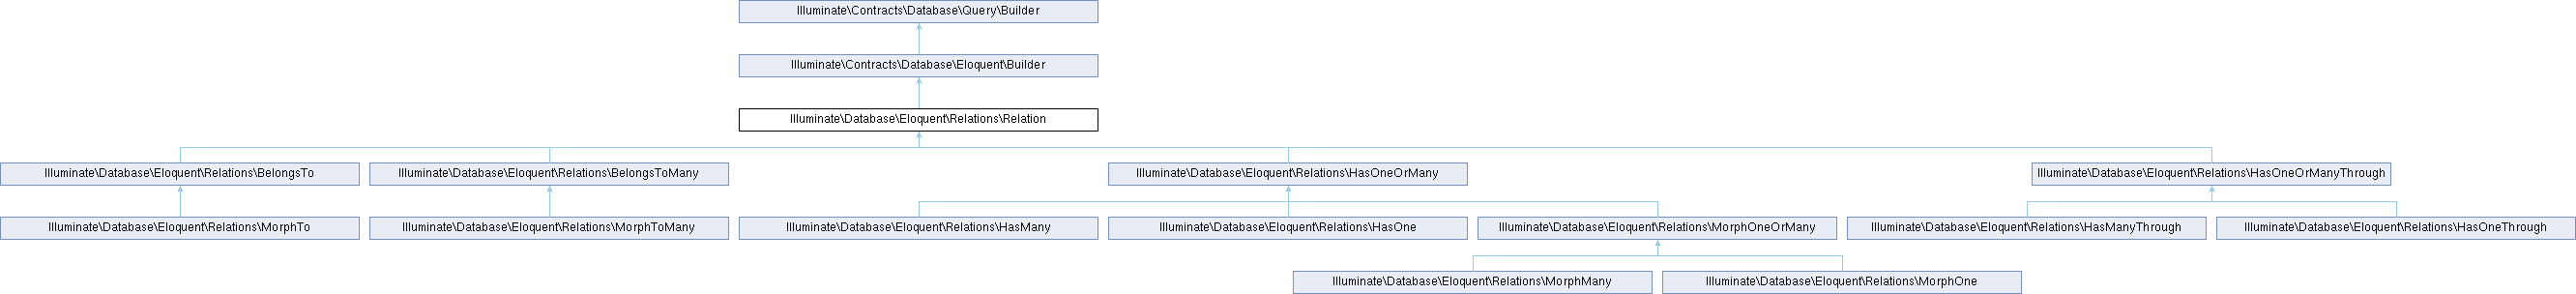 Illuminate\Contracts\Database\Query\Builder
Illuminate\Contracts\Database\Eloquent\Builder
Illuminate\Database\Eloquent\Relations\Relation
Illuminate\Database\Eloquent\Relations\BelongsTo
Illuminate\Database\Eloquent\Relations\BelongsToMany
Illuminate\Database\Eloquent\Relations\HasOneOrMany
Illuminate\Database\Eloquent\Relations\HasOneOrManyThrough
Illuminate\Database\Eloquent\Relations\MorphTo
Illuminate\Database\Eloquent\Relations\MorphToMany
Illuminate\Database\Eloquent\Relations\HasMany
Illuminate\Database\Eloquent\Relations\HasOne
Illuminate\Database\Eloquent\Relations\MorphOneOrMany
Illuminate\Database\Eloquent\Relations\HasManyThrough
Illuminate\Database\Eloquent\Relations\HasOneThrough
Illuminate\Database\Eloquent\Relations\MorphMany
Illuminate\Database\Eloquent\Relations\MorphOne